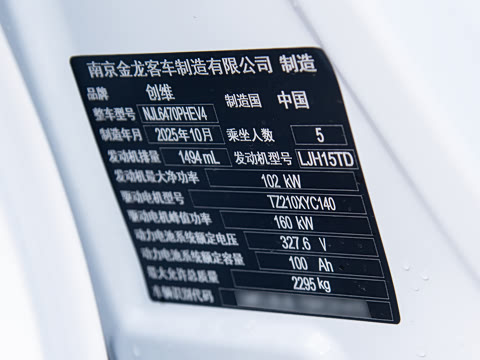 南京金龙客车制造有限公司 制造
品牌 创维 制造国 中国
整车型号 NJL6470PHEV4
制造年月 2025年10月 乘坐人数 5
发动机排量 1494 mL 发动机型号 LJH15TD
发动机最大净功率 102 kW
驱动电机型号 TZ210XYC140
驱动电机峰值功率 160 kW
动力电池系统额定电压 327.6 V
动力电池系统额定容量 100 Ah
最大允许总质量 2295 kg
车辆识别代码